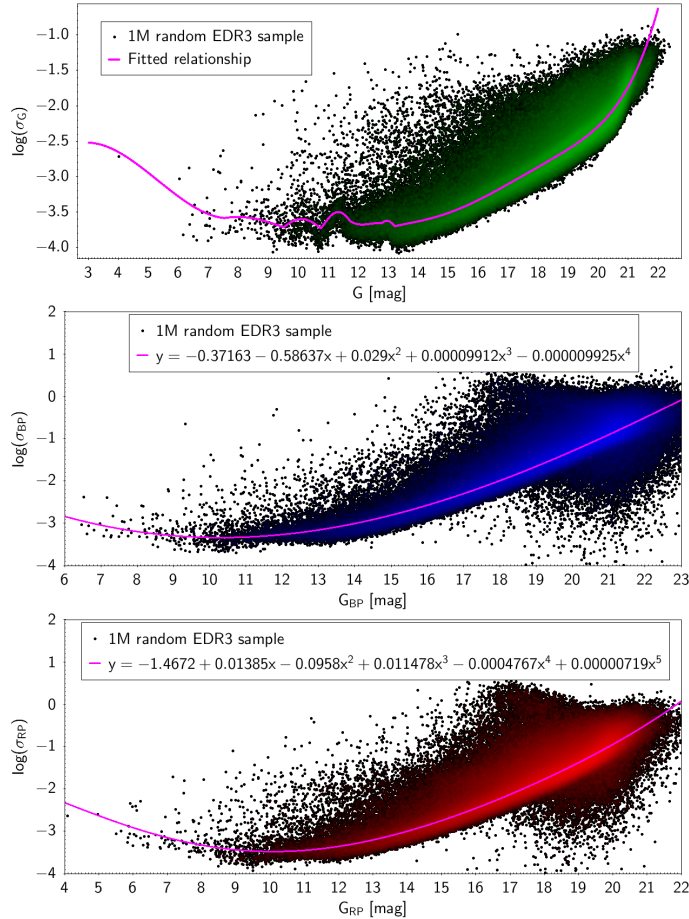 1M random EDR3 sample
Fitted relationship
−1.0
−1.5
−2.0
−2.5
−3.0
−3.5
−4.0
log(σG)
3 4 5 6 7 8 9 10 11 12 13 14 15 16 17 18 19 20 21 22
G [mag]
1M random EDR3 sample
y = −0.37163 − 0.58637x + 0.029x² + 0.00009912x³ − 0.000009925x⁴
2
1
0
−1
−2
−3
−4
log(σBP)
6 7 8 9 10 11 12 13 14 15 16 17 18 19 20 21 22 23
GBP [mag]
1M random EDR3 sample
y = −1.4672 + 0.01385x − 0.0958x² + 0.011478x³ − 0.0004767x⁴ + 0.00000719x⁵
2
1
0
−1
−2
−3
−4
log(σRP)
4 5 6 7 8 9 10 11 12 13 14 15 16 17 18 19 20 21 22
GRP [mag]